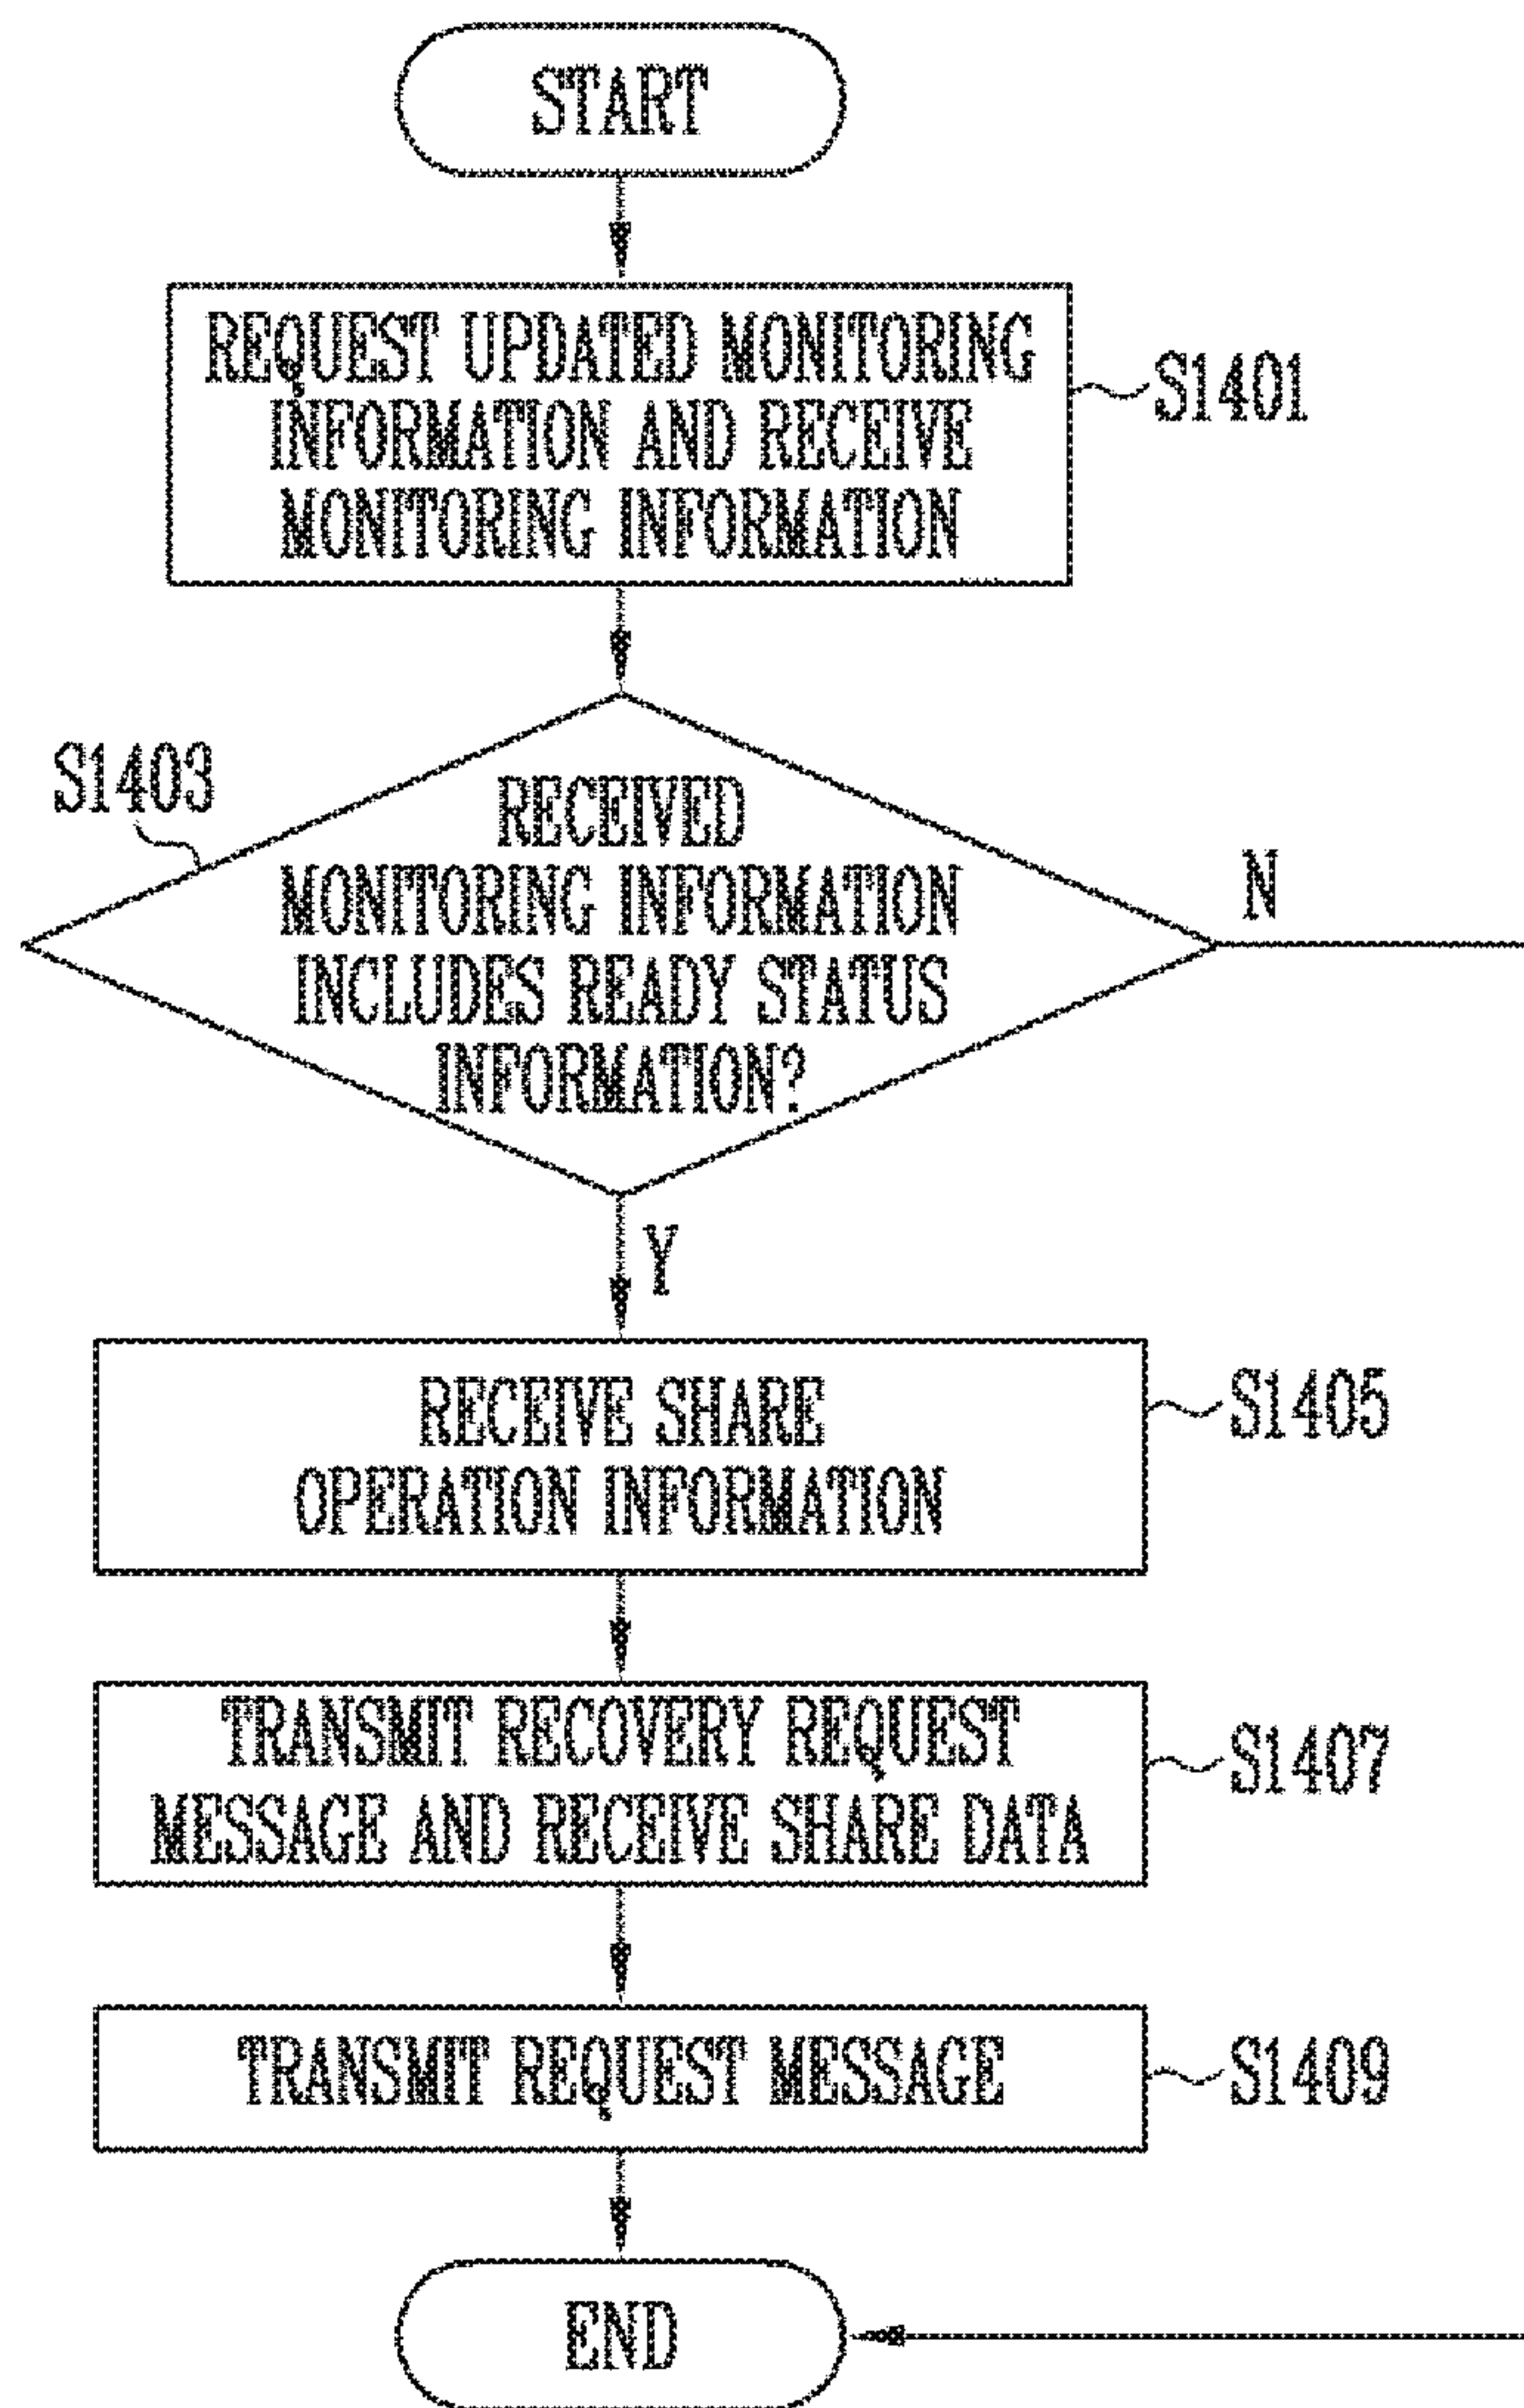 START
REQUEST UPDATED MONITORING
INFORMATION AND RECEIVE
MONITORING INFORMATION
S1401
S1403
RECEIVED
MONITORING INFORMATION
INCLUDES READY STATUS
INFORMATION?
N
Y
RECEIVE SHARE
OPERATION INFORMATION
S1405
TRANSMIT RECOVERY REQUEST
MESSAGE AND RECEIVE SHARE DATA
S1407
TRANSMIT REQUEST MESSAGE
S1409
END